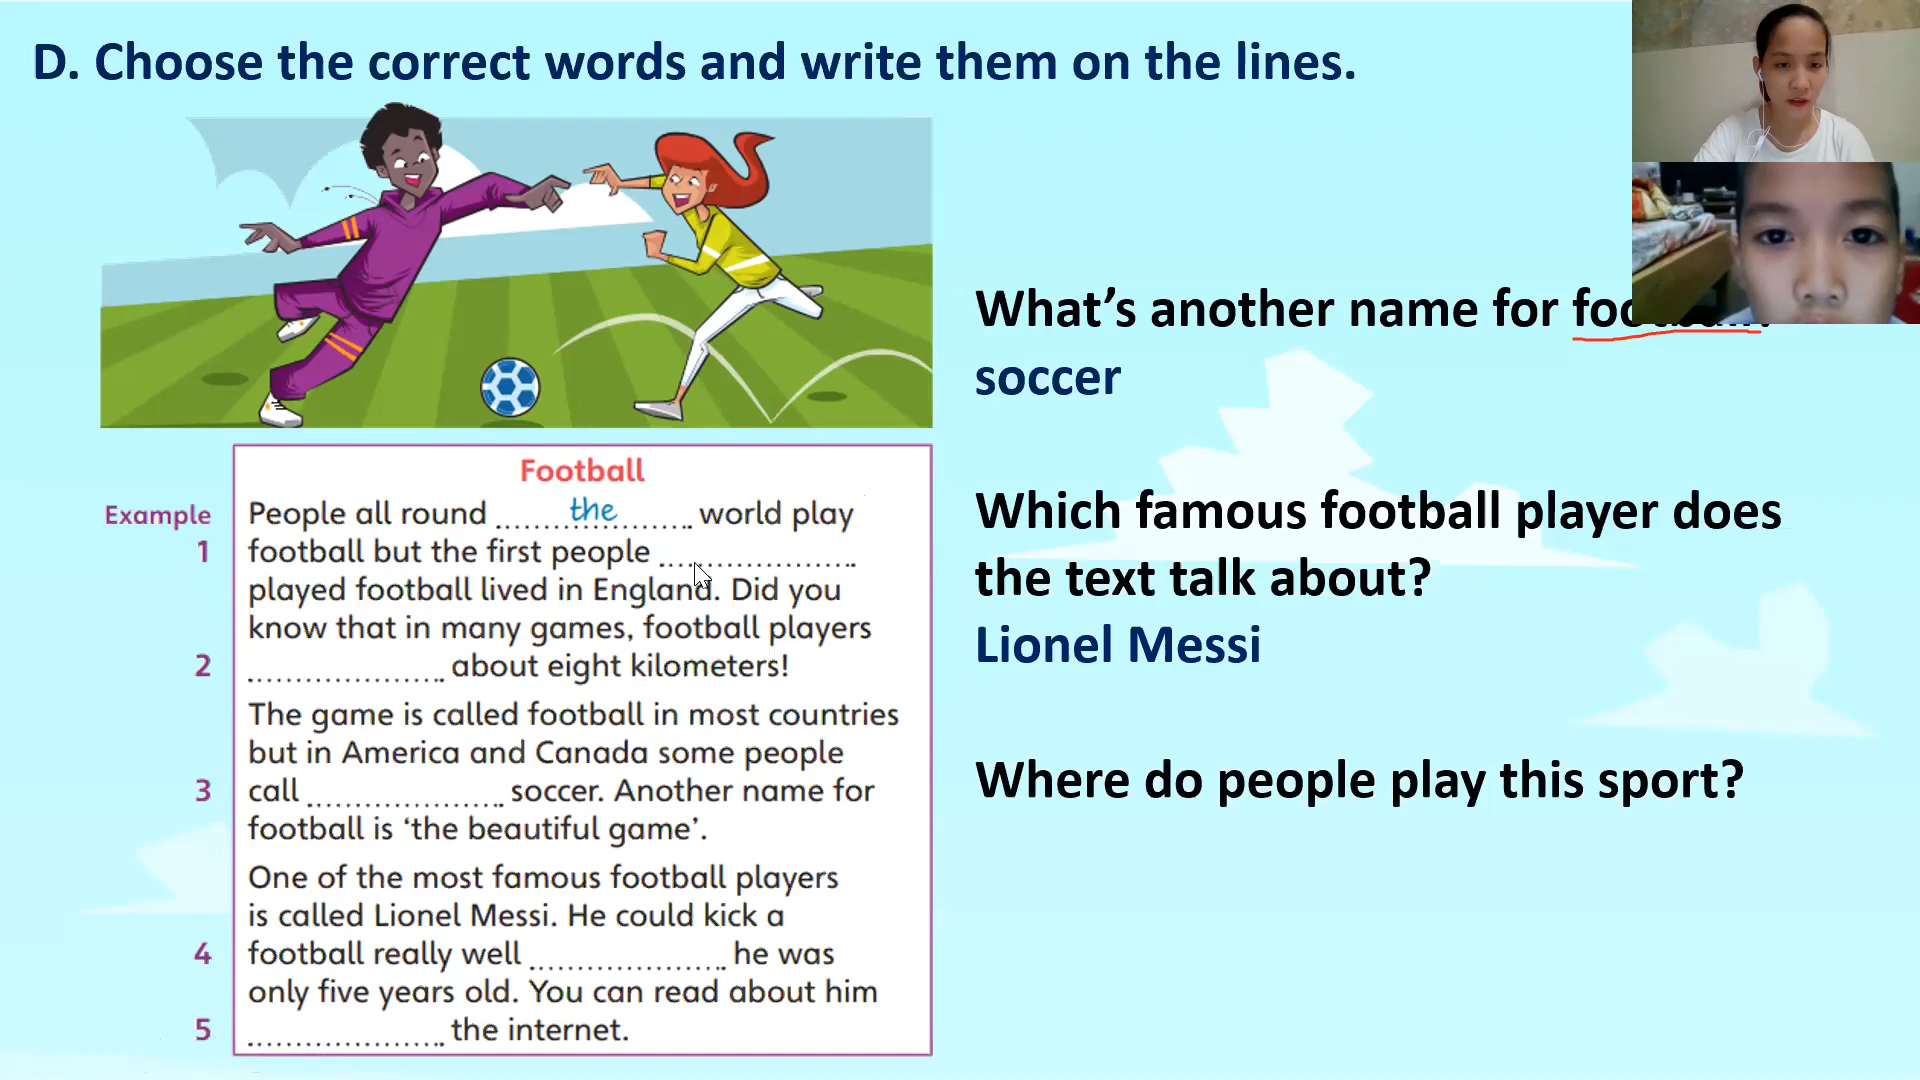 D. Choose the correct words and write them on the lines.
Football
Example People all round the world play
1 football but the first people
played football lived in England. Did you
know that in many games, football players
2 about eight kilometers!
The game is called football in most countries
but in America and Canada some people
3 call soccer. Another name for
football is ‘the beautiful game’.
One of the most famous football players
is called Lionel Messi. He could kick a
4 football really well he was
only five years old. You can read about him
5 the internet.
What’s another name for
soccer
Which famous football player does
the text talk about?
Lionel Messi
Where do people play this sport?